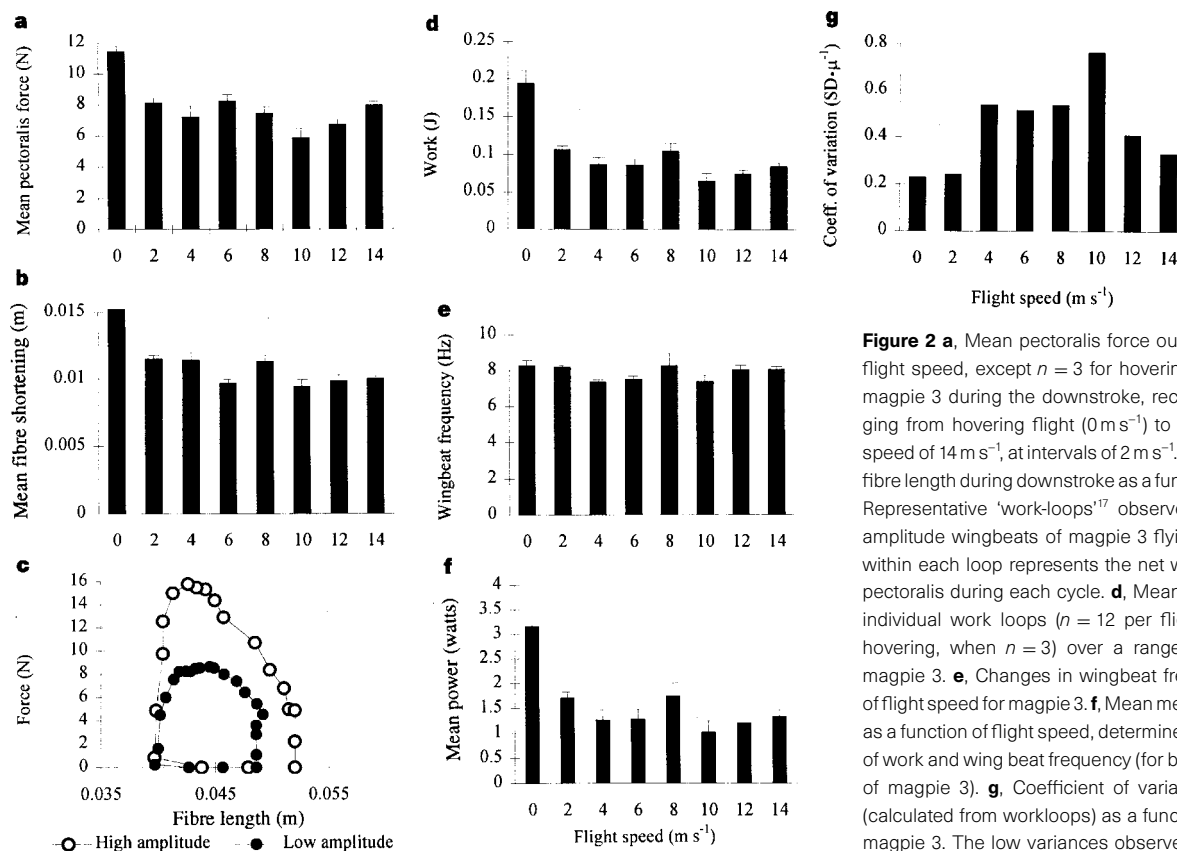 a
Mean pectoralis force (N)
12
10
8
6
4
2
0
0 2 4 6 8 10 12 14
b
Mean fibre shortening (m)
0.015
0.01
0.005
0
0 2 4 6 8 10 12 14
c
Force (N)
16
14
12
10
8
6
4
2
0
0.035 0.045 0.055
Fibre length (m)
High amplitude Low amplitude
d
Work (J)
0.25
0.2
0.15
0.1
0.05
0
0 2 4 6 8 10 12 14
e
Wingbeat frequency (Hz)
10
8
6
4
2
0
0 2 4 6 8 10 12 14
f
Mean power (watts)
4
3.5
3
2.5
2
1.5
1
0.5
0
0 2 4 6 8 10 12 14
Flight speed (m s⁻¹)
g
Coeff. of variation (SD·µ⁻¹)
0.8
0.6
0.4
0.2
0
0 2 4 6 8 10 12 14
Flight speed (m s⁻¹)
Figure 2 a, Mean pectoralis force ou
flight speed, except n = 3 for hoverin
magpie 3 during the downstroke, rec
ging from hovering flight (0 m s⁻¹) to
speed of 14 m s⁻¹, at intervals of 2 m s⁻¹.
fibre length during downstroke as a fun
Representative 'work-loops'¹⁷ observe
amplitude wingbeats of magpie 3 flyi
within each loop represents the net w
pectoralis during each cycle. d, Mean
individual work loops (n = 12 per fli
hovering, when n = 3) over a range
magpie 3. e, Changes in wingbeat fre
of flight speed for magpie 3. f, Mean me
as a function of flight speed, determine
of work and wing beat frequency (for b
of magpie 3). g, Coefficient of varia
(calculated from workloops) as a func
magpie 3. The low variances observe